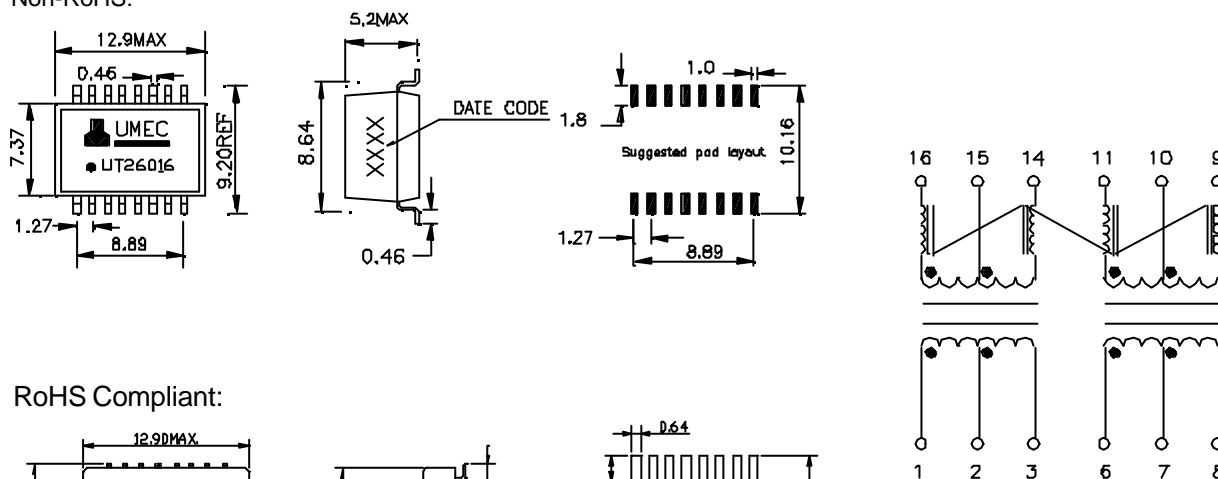 Non-RoHS:
12.9MAX
0.46
7.37
UMEC
UT26016
9.20REF
1.27
8.89
5.2MAX
8.64
XXXX
DATE CODE
0.46
1.0
1.8
Suggested pad layout
10.16
1.27
8.89
16 15 14 11 10 9
1 2 3 6 7 8
RoHS Compliant:
12.90MAX.
0.64